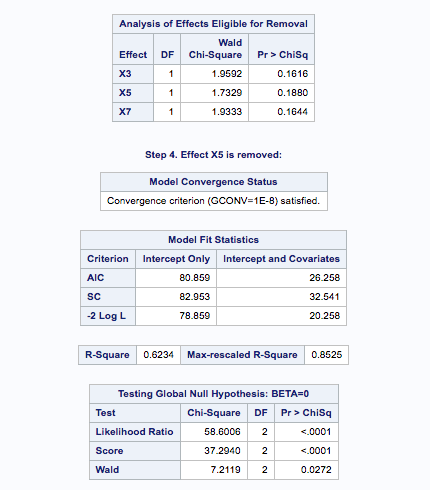 Analysis of Effects Eligible for Removal
Effect DF Wald Chi-Square Pr > ChiSq
X3 1 1.9592 0.1616
X5 1 1.7329 0.1880
X7 1 1.9333 0.1644
Step 4. Effect X5 is removed:
Model Convergence Status
Convergence criterion (GCONV=1E-8) satisfied.
Model Fit Statistics
Criterion Intercept Only Intercept and Covariates
AIC 80.859 26.258
SC 82.953 32.541
-2 Log L 78.859 20.258
R-Square 0.6234 Max-rescaled R-Square 0.8525
Testing Global Null Hypothesis: BETA=0
Test Chi-Square DF Pr > ChiSq
Likelihood Ratio 58.6006 2 <.0001
Score 37.2940 2 <.0001
Wald 7.2119 2 0.0272